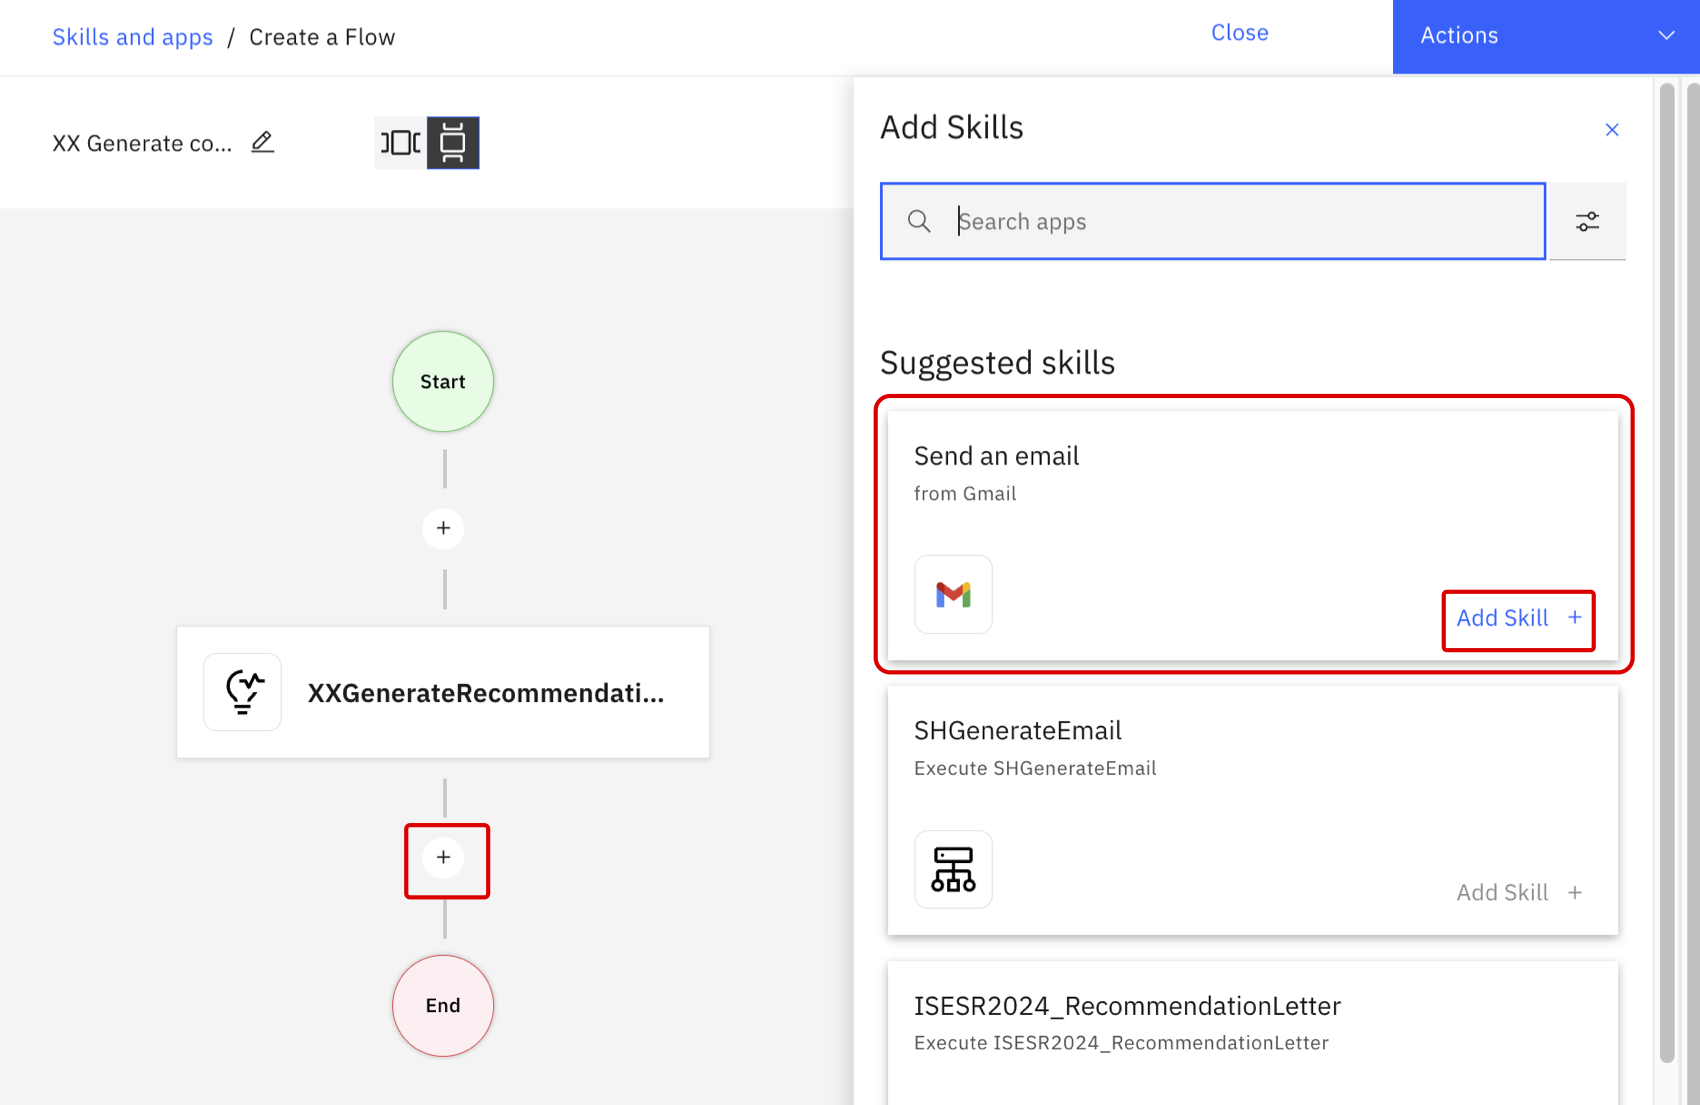 Skills and apps / Create a Flow
Close
Actions
XX Generate co...
Add Skills
Search apps
Suggested skills
Start
Send an email
from Gmail
+
Add Skill +
XXGenerateRecommendati...
SHGenerateEmail
Execute SHGenerateEmail
+
Add Skill +
End
ISESR2024_RecommendationLetter
Execute ISESR2024_RecommendationLetter